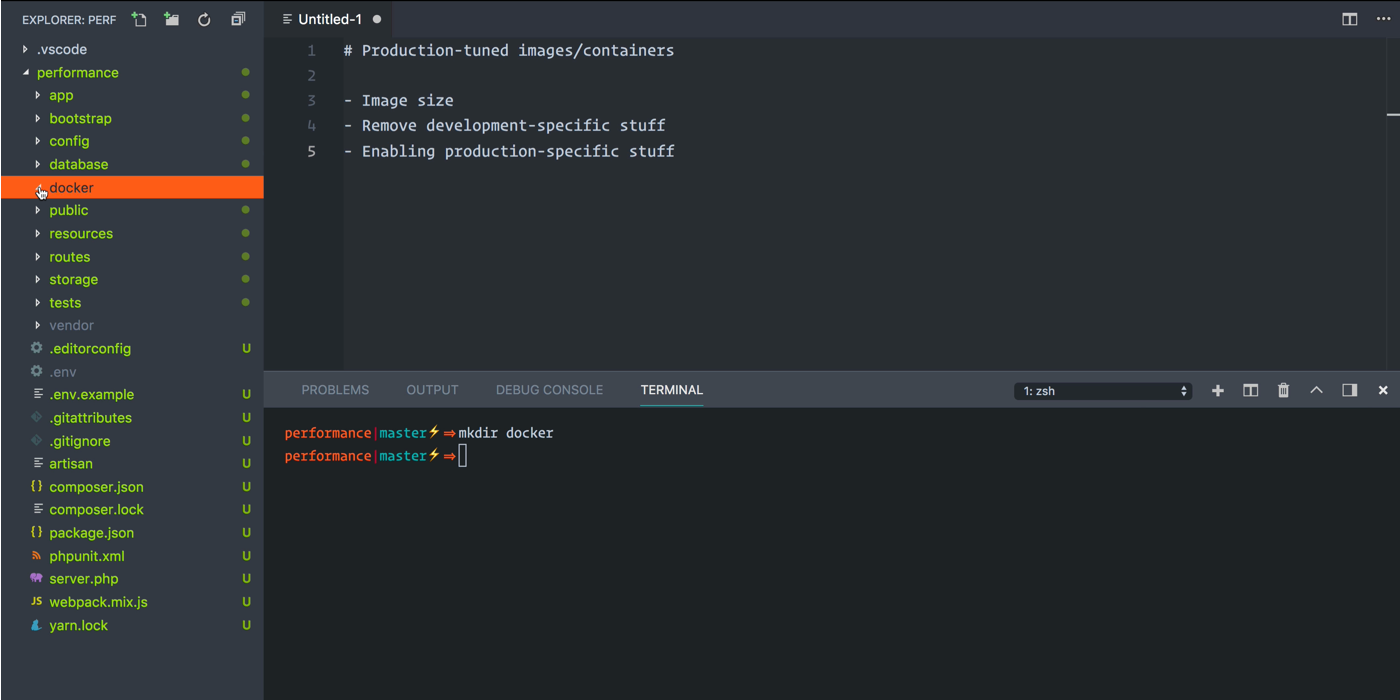 EXPLORER: PERF
.vscode
performance
app
bootstrap
config
database
docker
public
resources
routes
storage
tests
vendor
.editorconfig U
.env
.env.example U
.gitattributes U
.gitignore U
artisan U
{} composer.json U
composer.lock U
{} package.json U
phpunit.xml U
server.php U
JS webpack.mix.js U
yarn.lock U
Untitled-1
1 # Production-tuned images/containers
2
3 - Image size
4 - Remove development-specific stuff
5 - Enabling production-specific stuff
PROBLEMS OUTPUT DEBUG CONSOLE TERMINAL 1: zsh
performance|master⚡⇒mkdir docker
performance|master⚡⇒